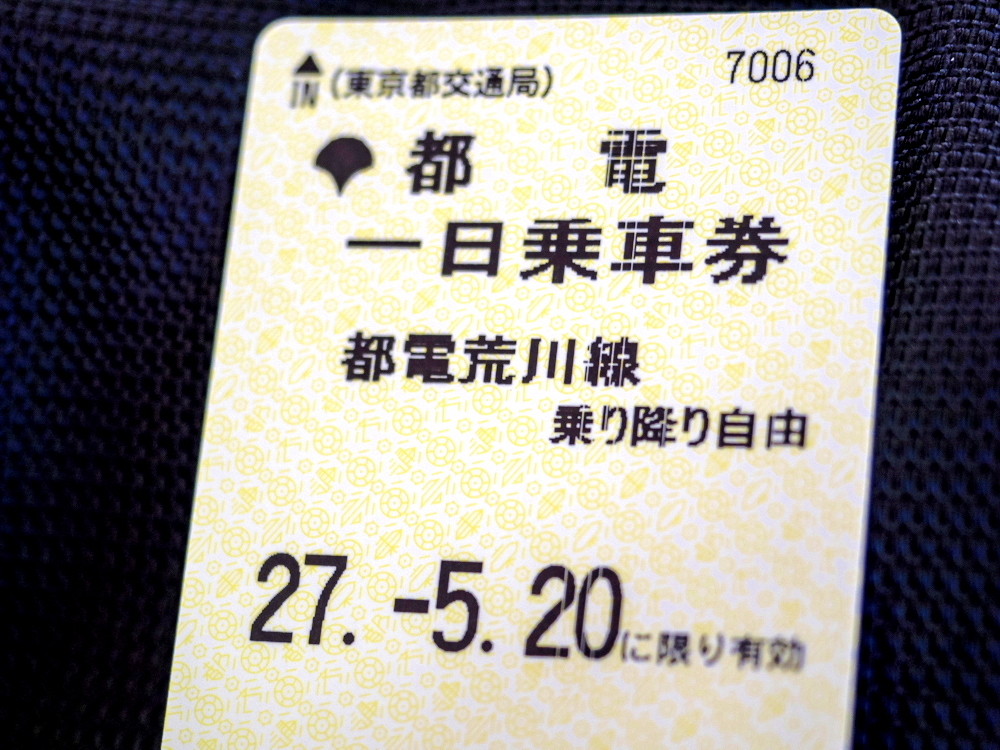 ▲IN(東京都交通局) 7006
都 電
一日乗車券
都電荒川線
乗り降り自由
27.-5.20に限り有効